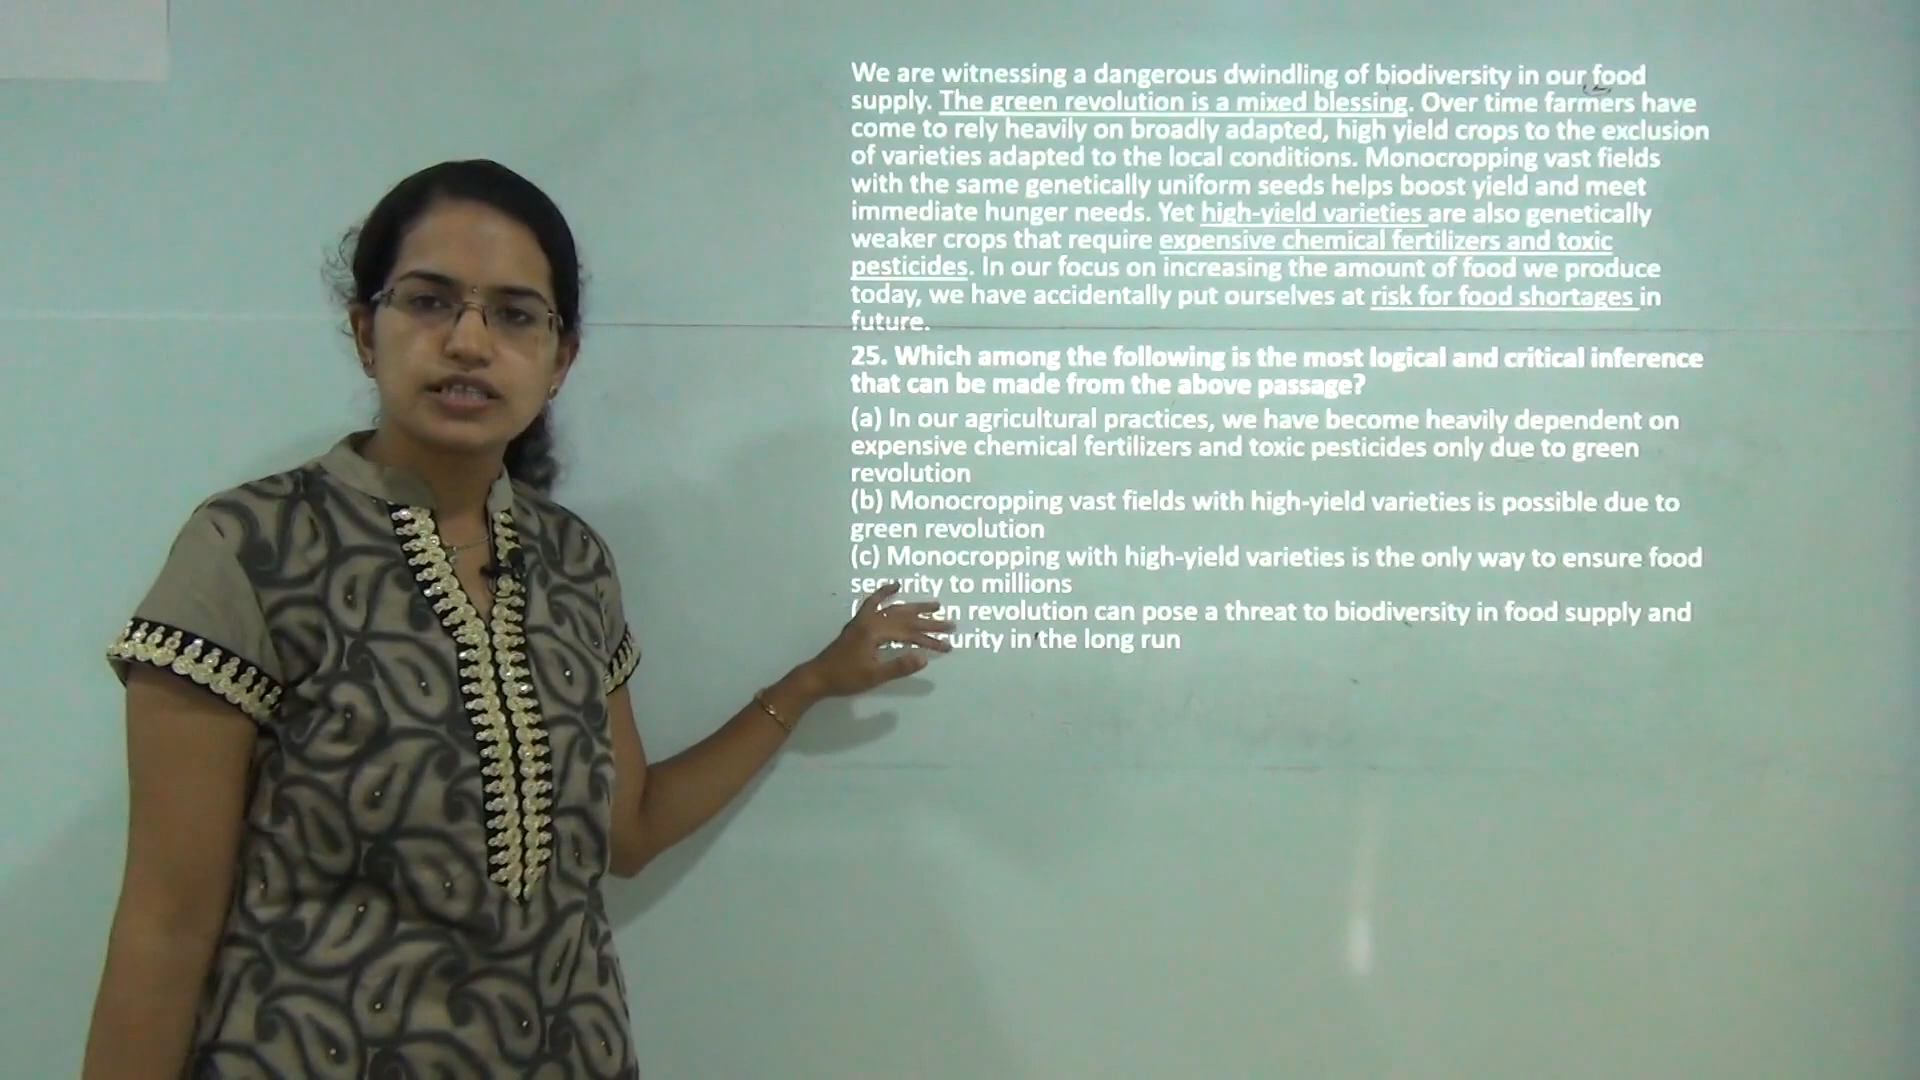 We are witnessing a dangerous dwindling of biodiversity in our food
supply. The green revolution is a mixed blessing. Over time farmers have
come to rely heavily on broadly adapted, high yield crops to the exclusion
of varieties adapted to the local conditions. Monocropping vast fields
with the same genetically uniform seeds helps boost yield and meet
immediate hunger needs. Yet high-yield varieties are also genetically
weaker crops that require expensive chemical fertilizers and toxic
pesticides. In our focus on increasing the amount of food we produce
today, we have accidentally put ourselves at risk for food shortages in
future.
25. Which among the following is the most logical and critical inference
that can be made from the above passage?
(a) In our agricultural practices, we have become heavily dependent on
expensive chemical fertilizers and toxic pesticides only due to green
revolution
(b) Monocropping vast fields with high-yield varieties is possible due to
green revolution
(c) Monocropping with high-yield varieties is the only way to ensure food
security to millions
revolution can pose a threat to biodiversity in food supply and
in the long run